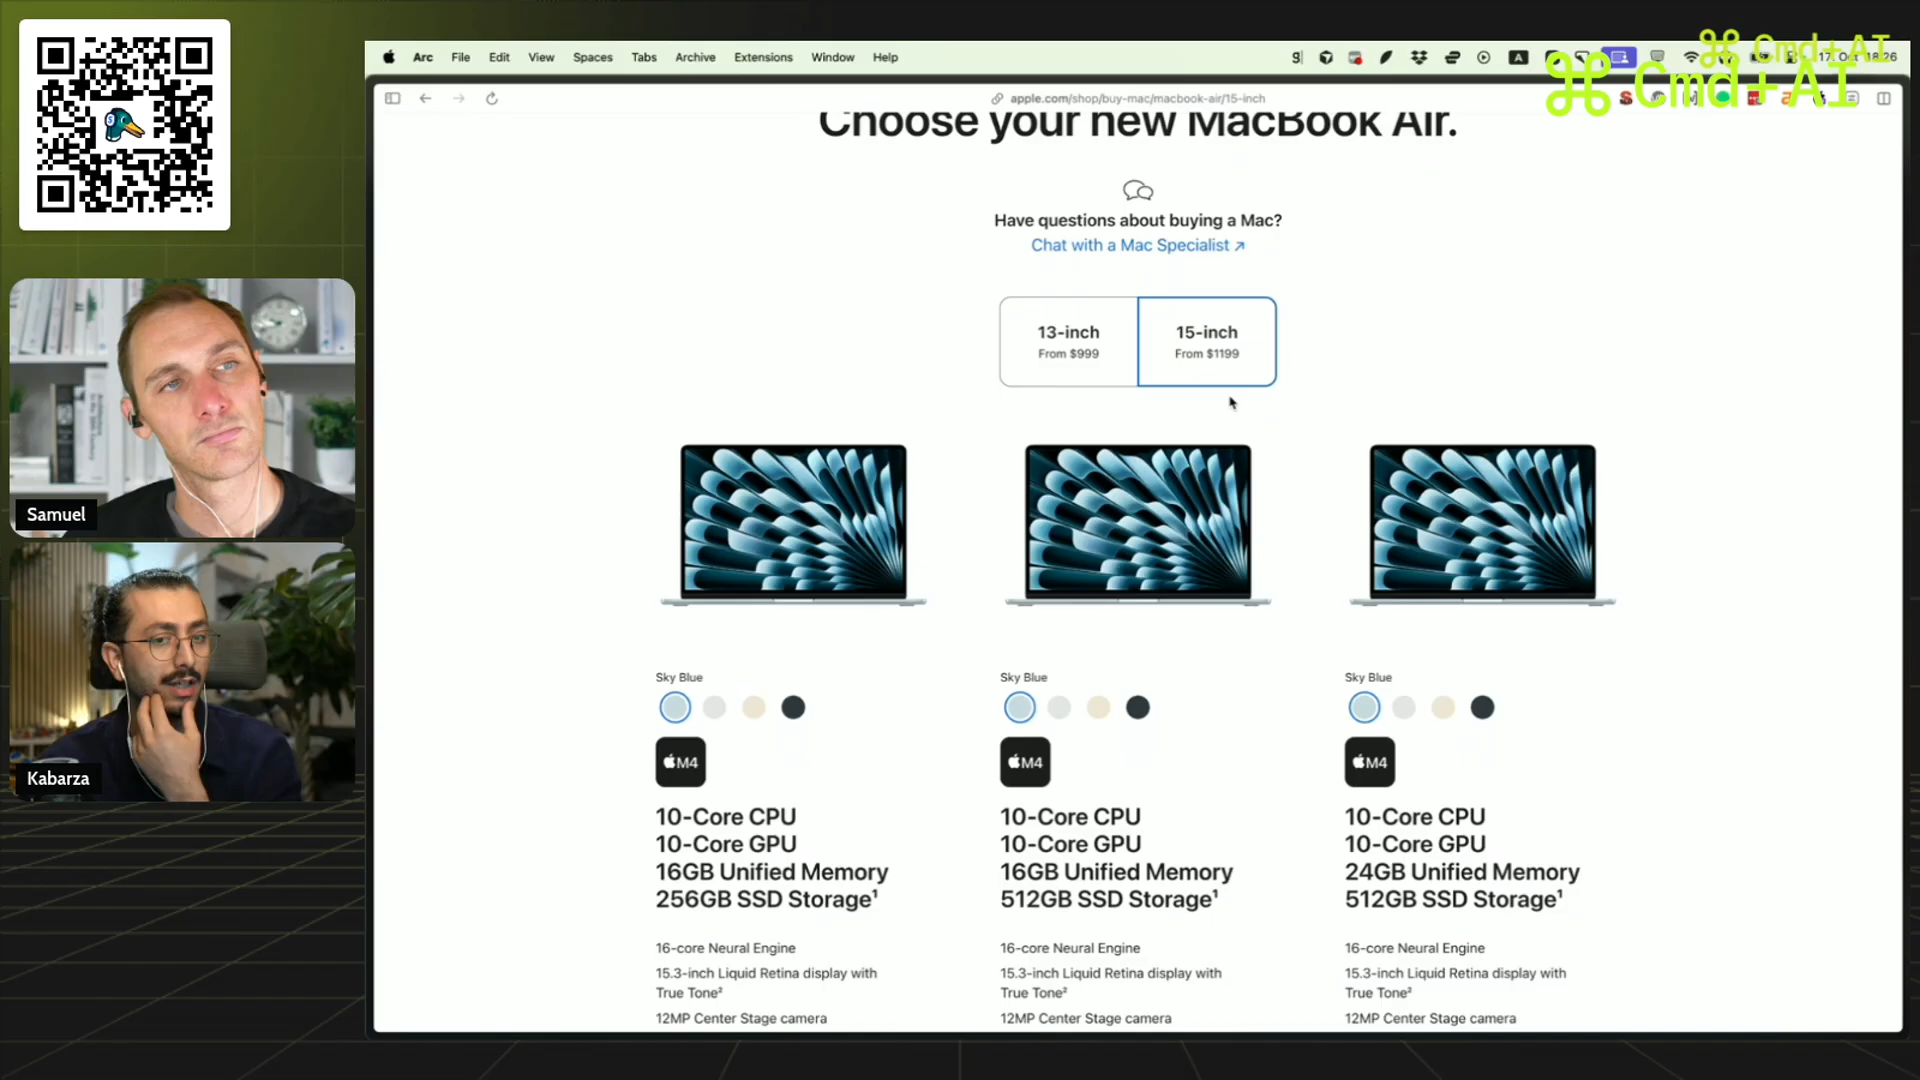 Arc File Edit View Spaces Tabs Archive Extensions Window Help
⌘ Cmd+AI
⌘ Cmd+AI
apple.com/shop/buy-mac/macbook-air/15-inch
Choose your new MacBook Air.
Have questions about buying a Mac?
Chat with a Mac Specialist ↗
13-inch
From $999
15-inch
From $1199
Samuel
Kabarza
Sky Blue
M4
10-Core CPU
10-Core GPU
16GB Unified Memory
256GB SSD Storage¹
16-core Neural Engine
15.3-inch Liquid Retina display with
True Tone²
12MP Center Stage camera
Sky Blue
M4
10-Core CPU
10-Core GPU
16GB Unified Memory
512GB SSD Storage¹
16-core Neural Engine
15.3-inch Liquid Retina display with
True Tone²
12MP Center Stage camera
Sky Blue
M4
10-Core CPU
10-Core GPU
24GB Unified Memory
512GB SSD Storage¹
16-core Neural Engine
15.3-inch Liquid Retina display with
True Tone²
12MP Center Stage camera